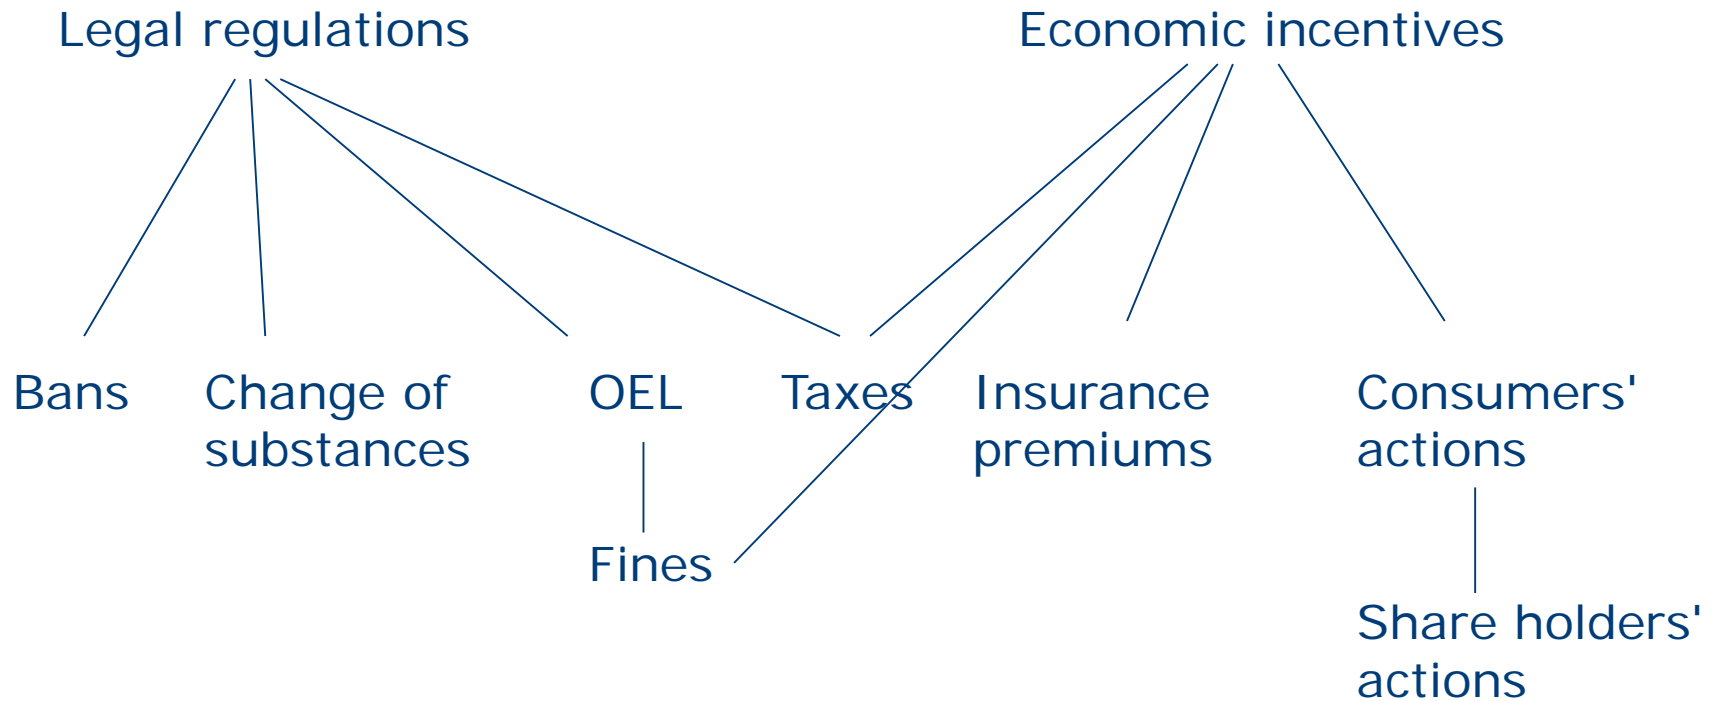 Legal regulations
Economic incentives
Bans
Change of
substances
OEL
Taxes
Insurance
premiums
Consumers'
actions
Fines
Share holders'
actions